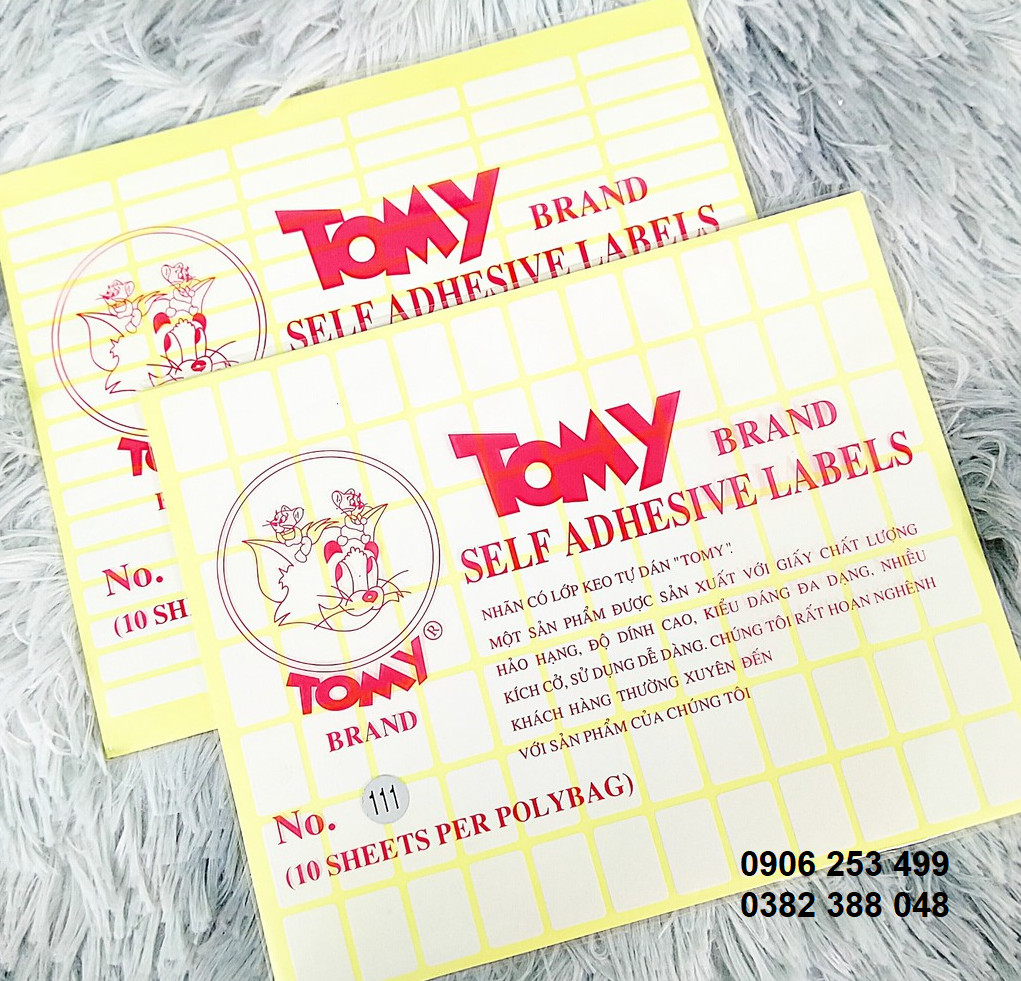 TOMY BRAND
SELF ADHESIVE LABELS
No.
(10 SH
TOMY BRAND
SELF ADHESIVE LABELS
NHÃN CÓ LỚP KEO TỰ DÁN "TOMY".
MỘT SẢN PHẨM ĐƯỢC SẢN XUẤT VỚI GIẤY CHẤT LƯỢNG
HẢO HẠNG, ĐỘ DÍNH CAO, KIỂU DÁNG ĐA DẠNG, NHIỀU
KÍCH CỞ, SỬ DỤNG DỄ DÀNG. CHÚNG TÔI RẤT HOAN NGHÊNH
KHÁCH HÀNG THƯỜNG XUYÊN ĐẾN
VỚI SẢN PHẨM CỦA CHÚNG TÔI
TOMY®
BRAND
No. 111
(10 SHEETS PER POLYBAG)
0906 253 499
0382 388 048